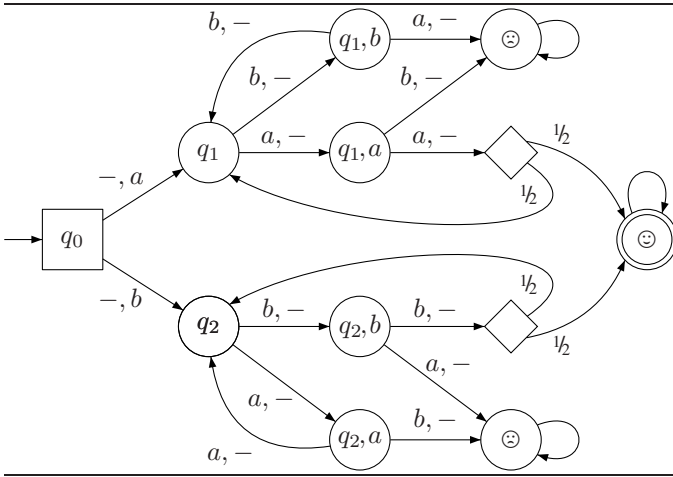 b, −
q₁,b
a, −
☹
b, −
b, −
q₁
a, −
q₁,a
a, −
1/2
−, a
1/2
q₀
☺
−, b
1/2
q₂
b, −
q₂,b
b, −
1/2
a, −
a, −
a, −
q₂,a
b, −
☹